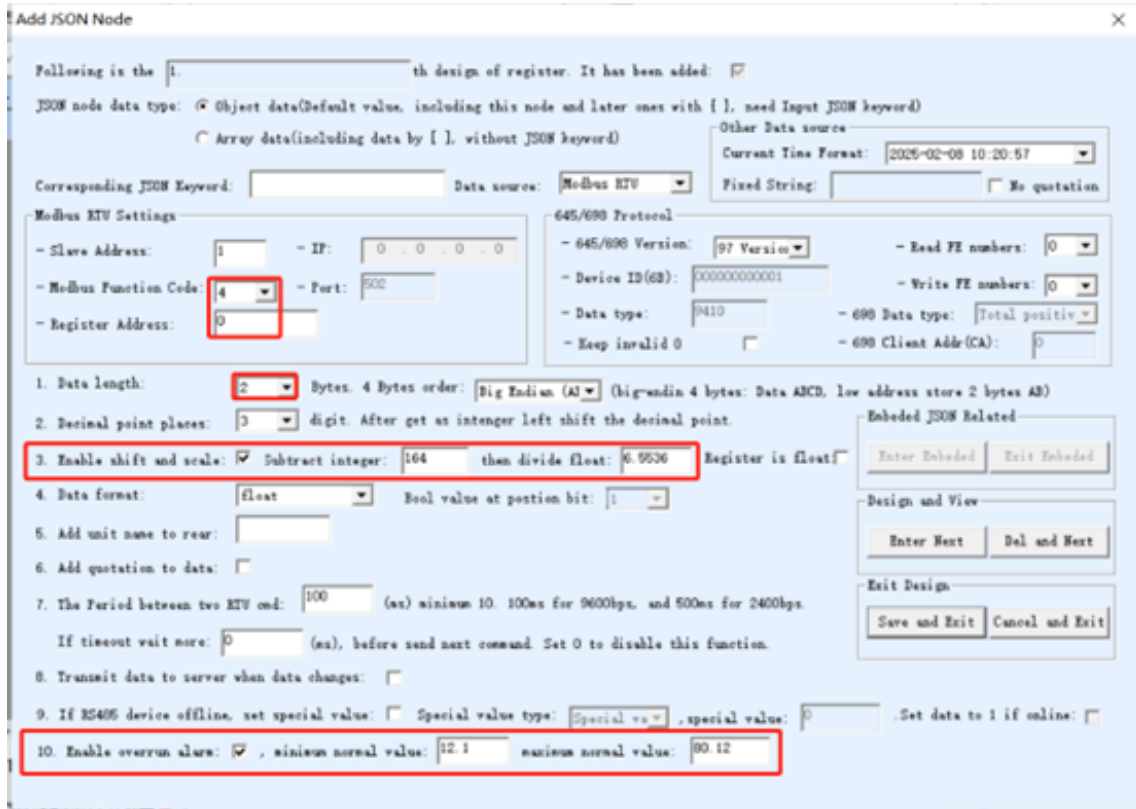 Add JSON Node
Following is the 1. th design of register. It has been added:
JSON node data type: Object data(Default value, including this node and later ones with { }, need Input JSON keyword)
Array data(including data by [ ], without JSON keyword)
Other Data source
Current Time Format: 2025-02-08 10:20:57
Corresponding JSON Keyword: Data source: Modbus RTU Fixed String: No quotation
Modbus RTU Settings
645/698 Protocol
- Slave Address: 1 - IP: 0 . 0 . 0 . 0
- 645/698 Version: 97 Versio - Read FE numbers: 0
- Modbus Function Code: 4 - Port: 502
- Device ID(6B): 000000000001 - Write FE numbers: 0
- Register Address: 0
- Data type: 9410 - 698 Data type: Total positiv
- Keep invalid 0 - 698 Client Addr(CA): 0
1. Data length: 2 Bytes. 4 Bytes order: Big Endian (AB (big-endin 4 bytes: Data ABCD, low address store 2 bytes AB)
2. Decimal point places: 3 digit. After get as intenger left shift the decimal point.
Embeded JSON Related
3. Enable shift and scale: Subtract integer: 164 then divide float: 6.5536 Register is float:
Enter Embeded Exit Embeded
4. Data format: float Bool value at postion bit: 1
Design and View
5. Add unit name to rear:
Enter Next Del and Next
6. Add quotation to data:
7. The Period between two RTU cmd: 100 (ms) minimum 10. 100ms for 9600bps, and 500ms for 2400bps.
Exit Design
If timeout wait more: 0 (ms), before send next command. Set 0 to disable this function.
Save and Exit Cancel and Exit
8. Transmit data to server when data changes:
9. If RS485 device offline, set special value: Special value type: Special va ,special value: 0 .Set data to 1 if online:
10. Enable overrun alarm: , minimum normal value: 12.1 maximum normal value: 80.12